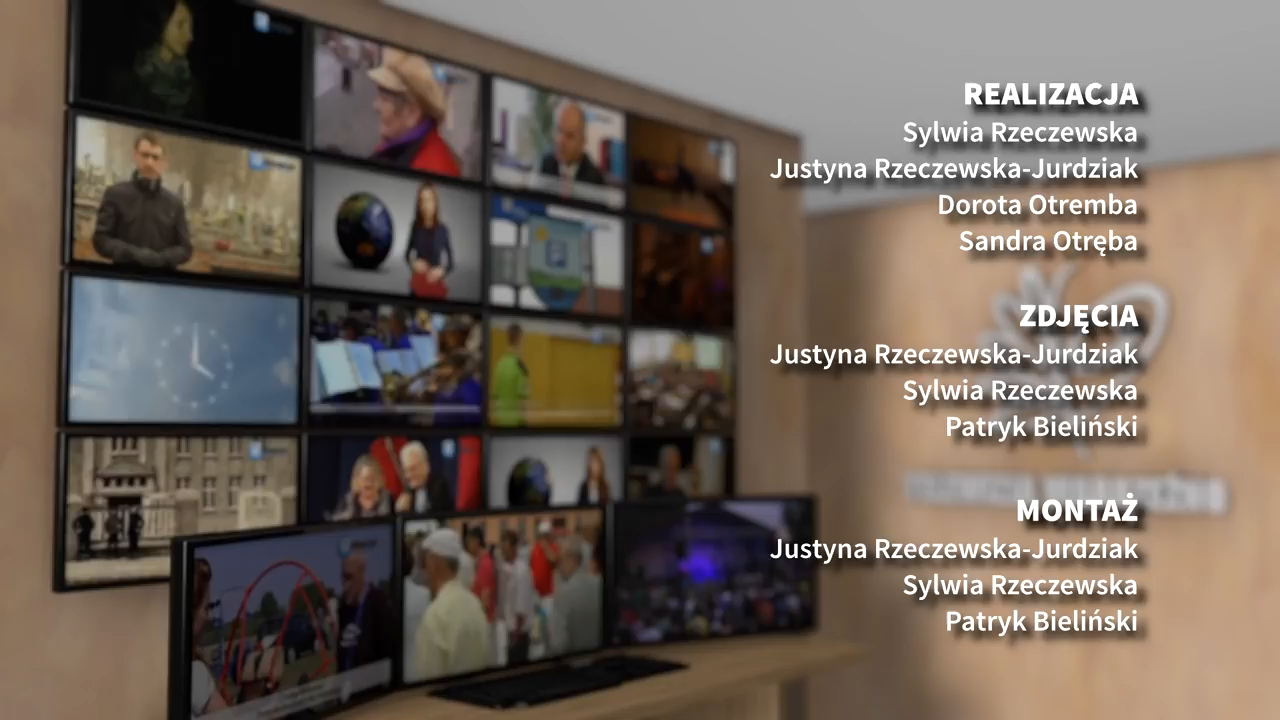 REALIZACJA
Sylwia Rzeczewska
Justyna Rzeczewska-Jurdziak
Dorota Otremba
Sandra Otręba
ZDJĘCIA
Justyna Rzeczewska-Jurdziak
Sylwia Rzeczewska
Patryk Bieliński
MONTAŻ
Justyna Rzeczewska-Jurdziak
Sylwia Rzeczewska
Patryk Bieliński